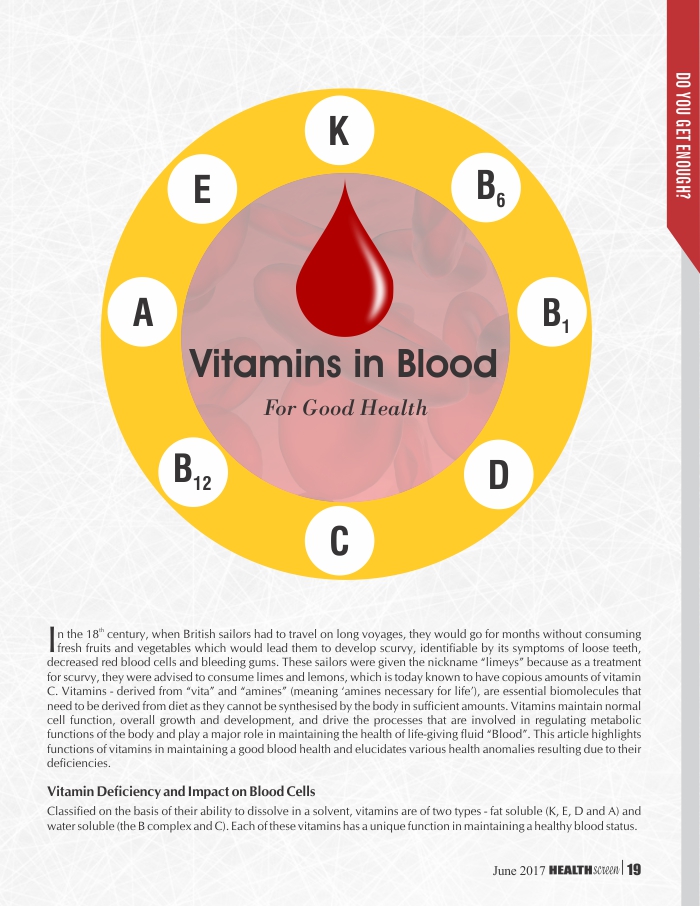 DO YOU GET ENOUGH?
K
E
B6
A
B1
Vitamins in Blood
For Good Health
B12
D
C
In the 18th century, when British sailors had to travel on long voyages, they would go for months without consuming
fresh fruits and vegetables which would lead them to develop scurvy, identifiable by its symptoms of loose teeth,
decreased red blood cells and bleeding gums. These sailors were given the nickname “limeys” because as a treatment
for scurvy, they were advised to consume limes and lemons, which is today known to have copious amounts of vitamin
C. Vitamins - derived from “vita” and “amines” (meaning ‘amines necessary for life’), are essential biomolecules that
need to be derived from diet as they cannot be synthesised by the body in sufficient amounts. Vitamins maintain normal
cell function, overall growth and development, and drive the processes that are involved in regulating metabolic
functions of the body and play a major role in maintaining the health of life-giving fluid “Blood”. This article highlights
functions of vitamins in maintaining a good blood health and elucidates various health anomalies resulting due to their
deficiencies.
Vitamin Deficiency and Impact on Blood Cells
Classified on the basis of their ability to dissolve in a solvent, vitamins are of two types - fat soluble (K, E, D and A) and
water soluble (the B complex and C). Each of these vitamins has a unique function in maintaining a healthy blood status.
June 2017 HEALTHscreen | 19